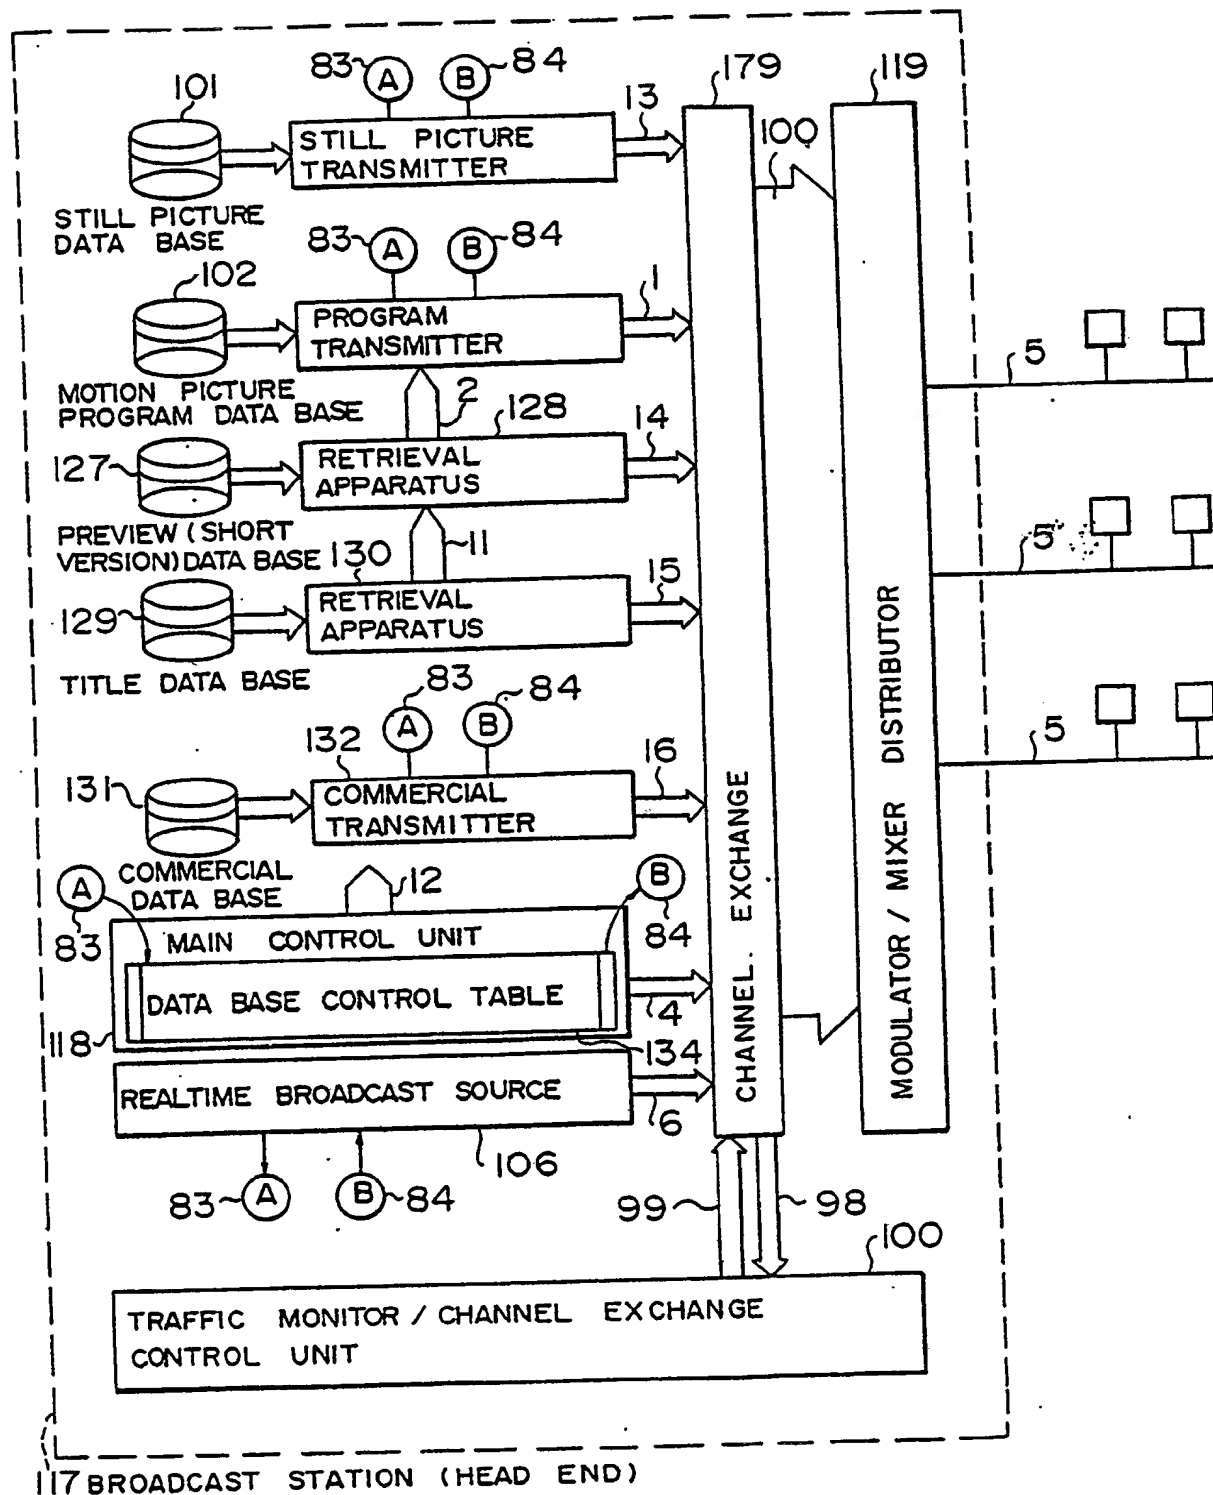 83 A B 84
179
119
101
13
100
STILL PICTURE
TRANSMITTER
STILL PICTURE
DATA BASE
83 A B 84
102
1
PROGRAM
TRANSMITTER
MOTION PICTURE
PROGRAM DATA BASE
2
128
14
5
127
RETRIEVAL
APPARATUS
PREVIEW (SHORT
VERSION) DATA BASE
130
11
15
5
129
RETRIEVAL
APPARATUS
TITLE DATA BASE
83 A B 84
132
16
5
131
COMMERCIAL
TRANSMITTER
COMMERCIAL
DATA BASE
A
83
12
B
84
MAIN CONTROL UNIT
DATA BASE CONTROL TABLE
4
118
134
REALTIME BROADCAST SOURCE
6
106
83 A B 84
CHANNEL. EXCHANGE
MODULATOR / MIXER DISTRIBUTOR
99
98
100
TRAFFIC MONITOR / CHANNEL EXCHANGE
CONTROL UNIT
117 BROADCAST STATION (HEAD END)